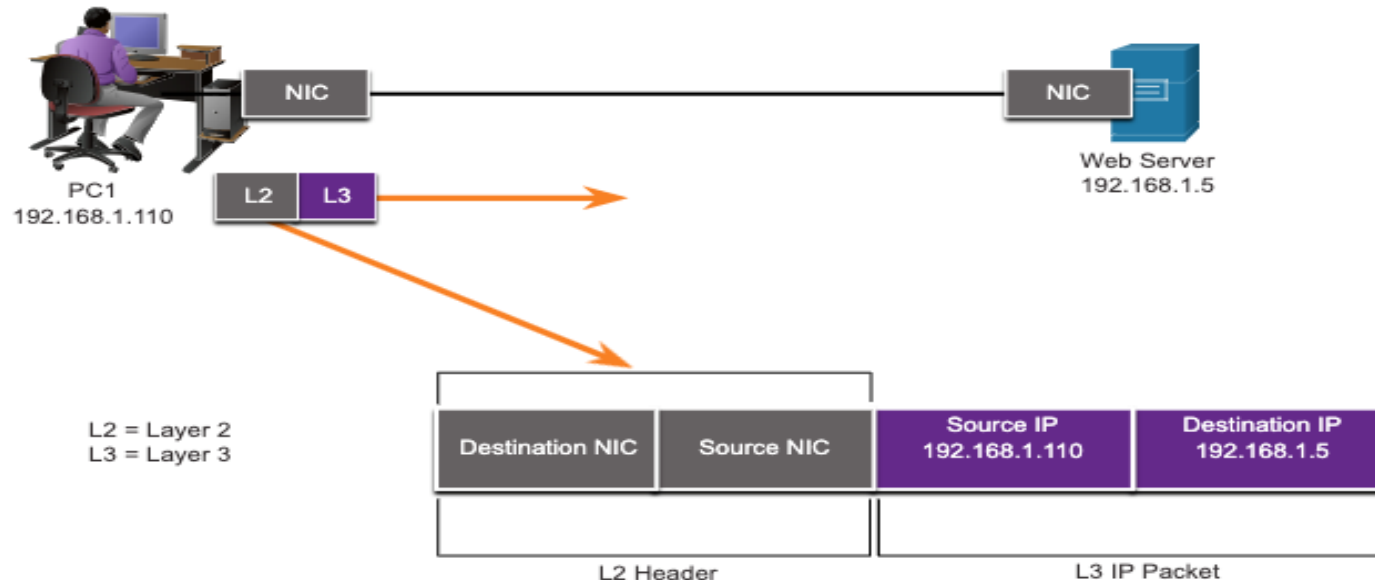 NIC
NIC
Web Server
192.168.1.5
PC1
192.168.1.110
L2 L3
L2 = Layer 2
L3 = Layer 3
Destination NIC
Source NIC
Source IP
192.168.1.110
Destination IP
192.168.1.5
L2 Header
L3 IP Packet